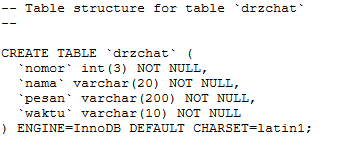 -- Table structure for table `drzchat`
--
CREATE TABLE `drzchat` (
  `nomor` int(3) NOT NULL,
  `nama` varchar(20) NOT NULL,
  `pesan` varchar(200) NOT NULL,
  `waktu` varchar(10) NOT NULL
) ENGINE=InnoDB DEFAULT CHARSET=latin1;